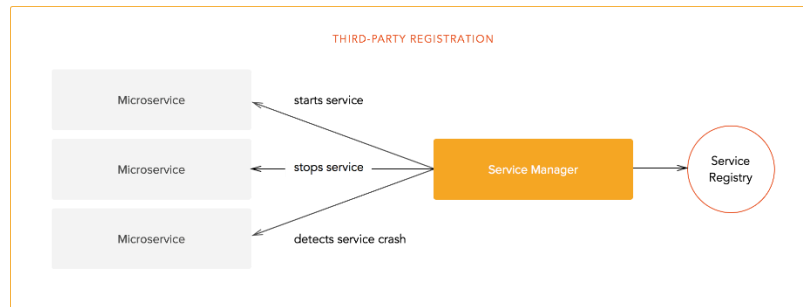 THIRD-PARTY REGISTRATION
Microservice
starts service
Microservice
stops service
Service Manager
Service
Registry
Microservice
detects service crash